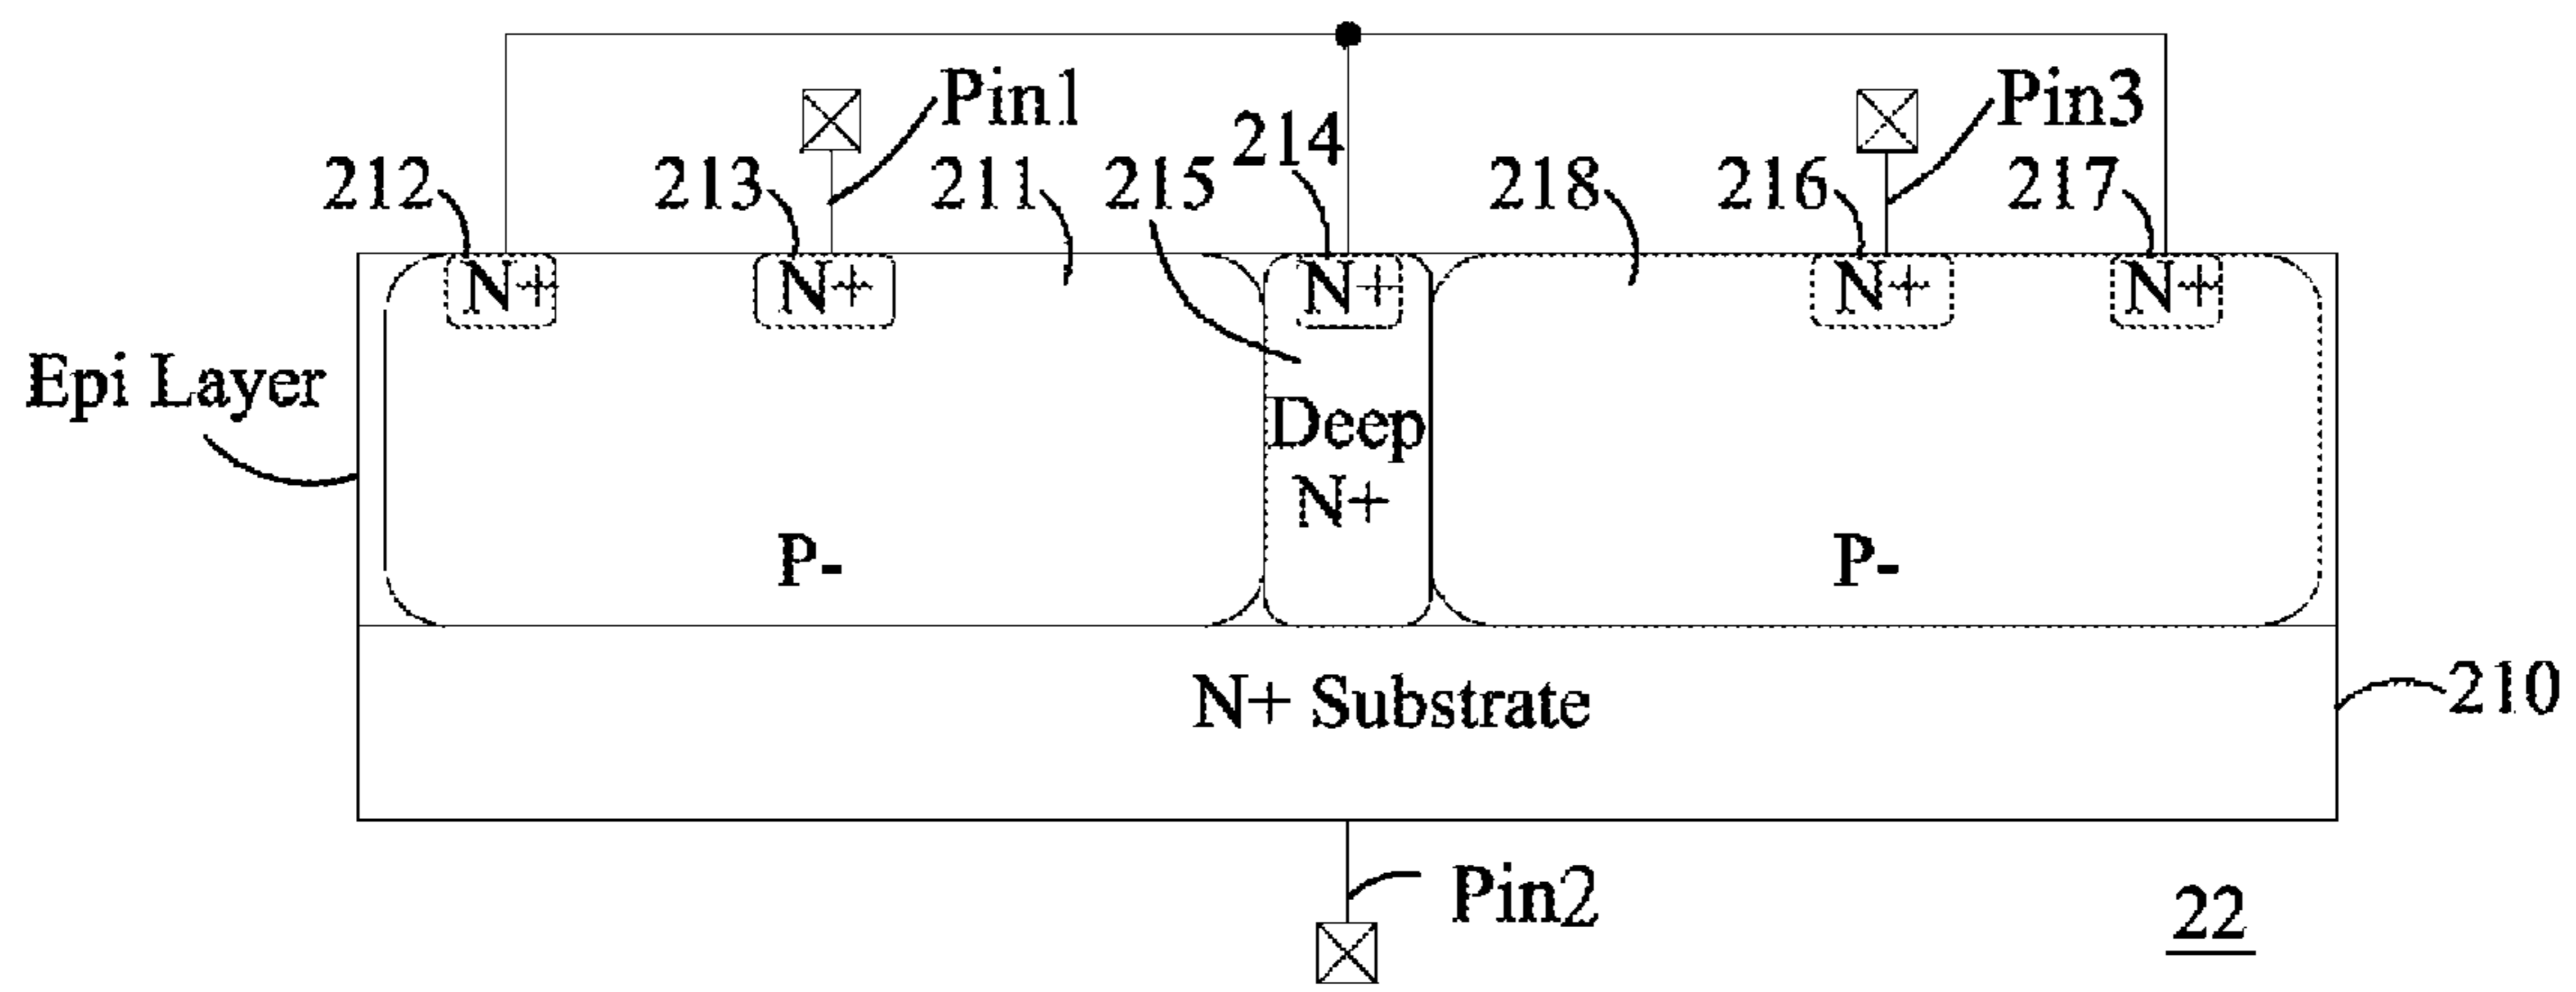 Pin1
Pin3
214
212
213
211
215
218
216
217
N+
N+
N+
N+
N+
Epi Layer
Deep
N+
P-
P-
N+ Substrate
210
Pin2
22